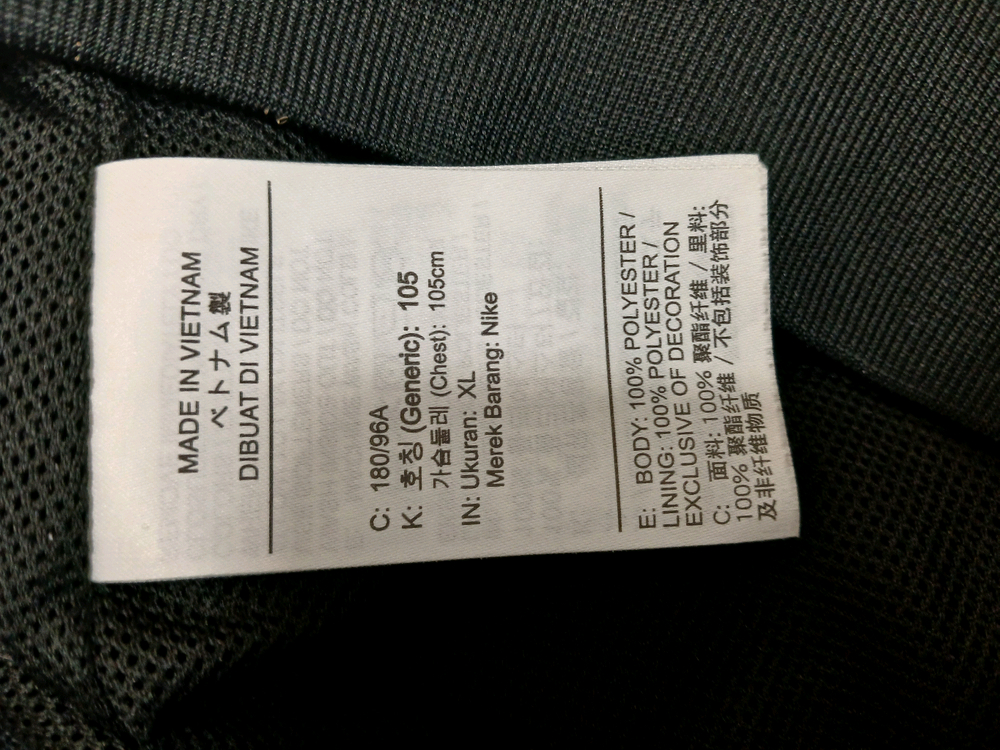 MADE IN VIETNAM
ベトナム製
DIBUAT DI VIETNAM
C: 180/96A
K: 호칭 (Generic): 105
가슴둘레 (Chest): 105cm
IN: Ukuran: XL
Merek Barang: Nike
E: BODY: 100% POLYESTER /
LINING: 100% POLYESTER /
EXCLUSIVE OF DECORATION
C: 面料: 100% 聚酯纤维 / 里料:
100% 聚酯纤维 / 不包括装饰部分
及非纤维物质